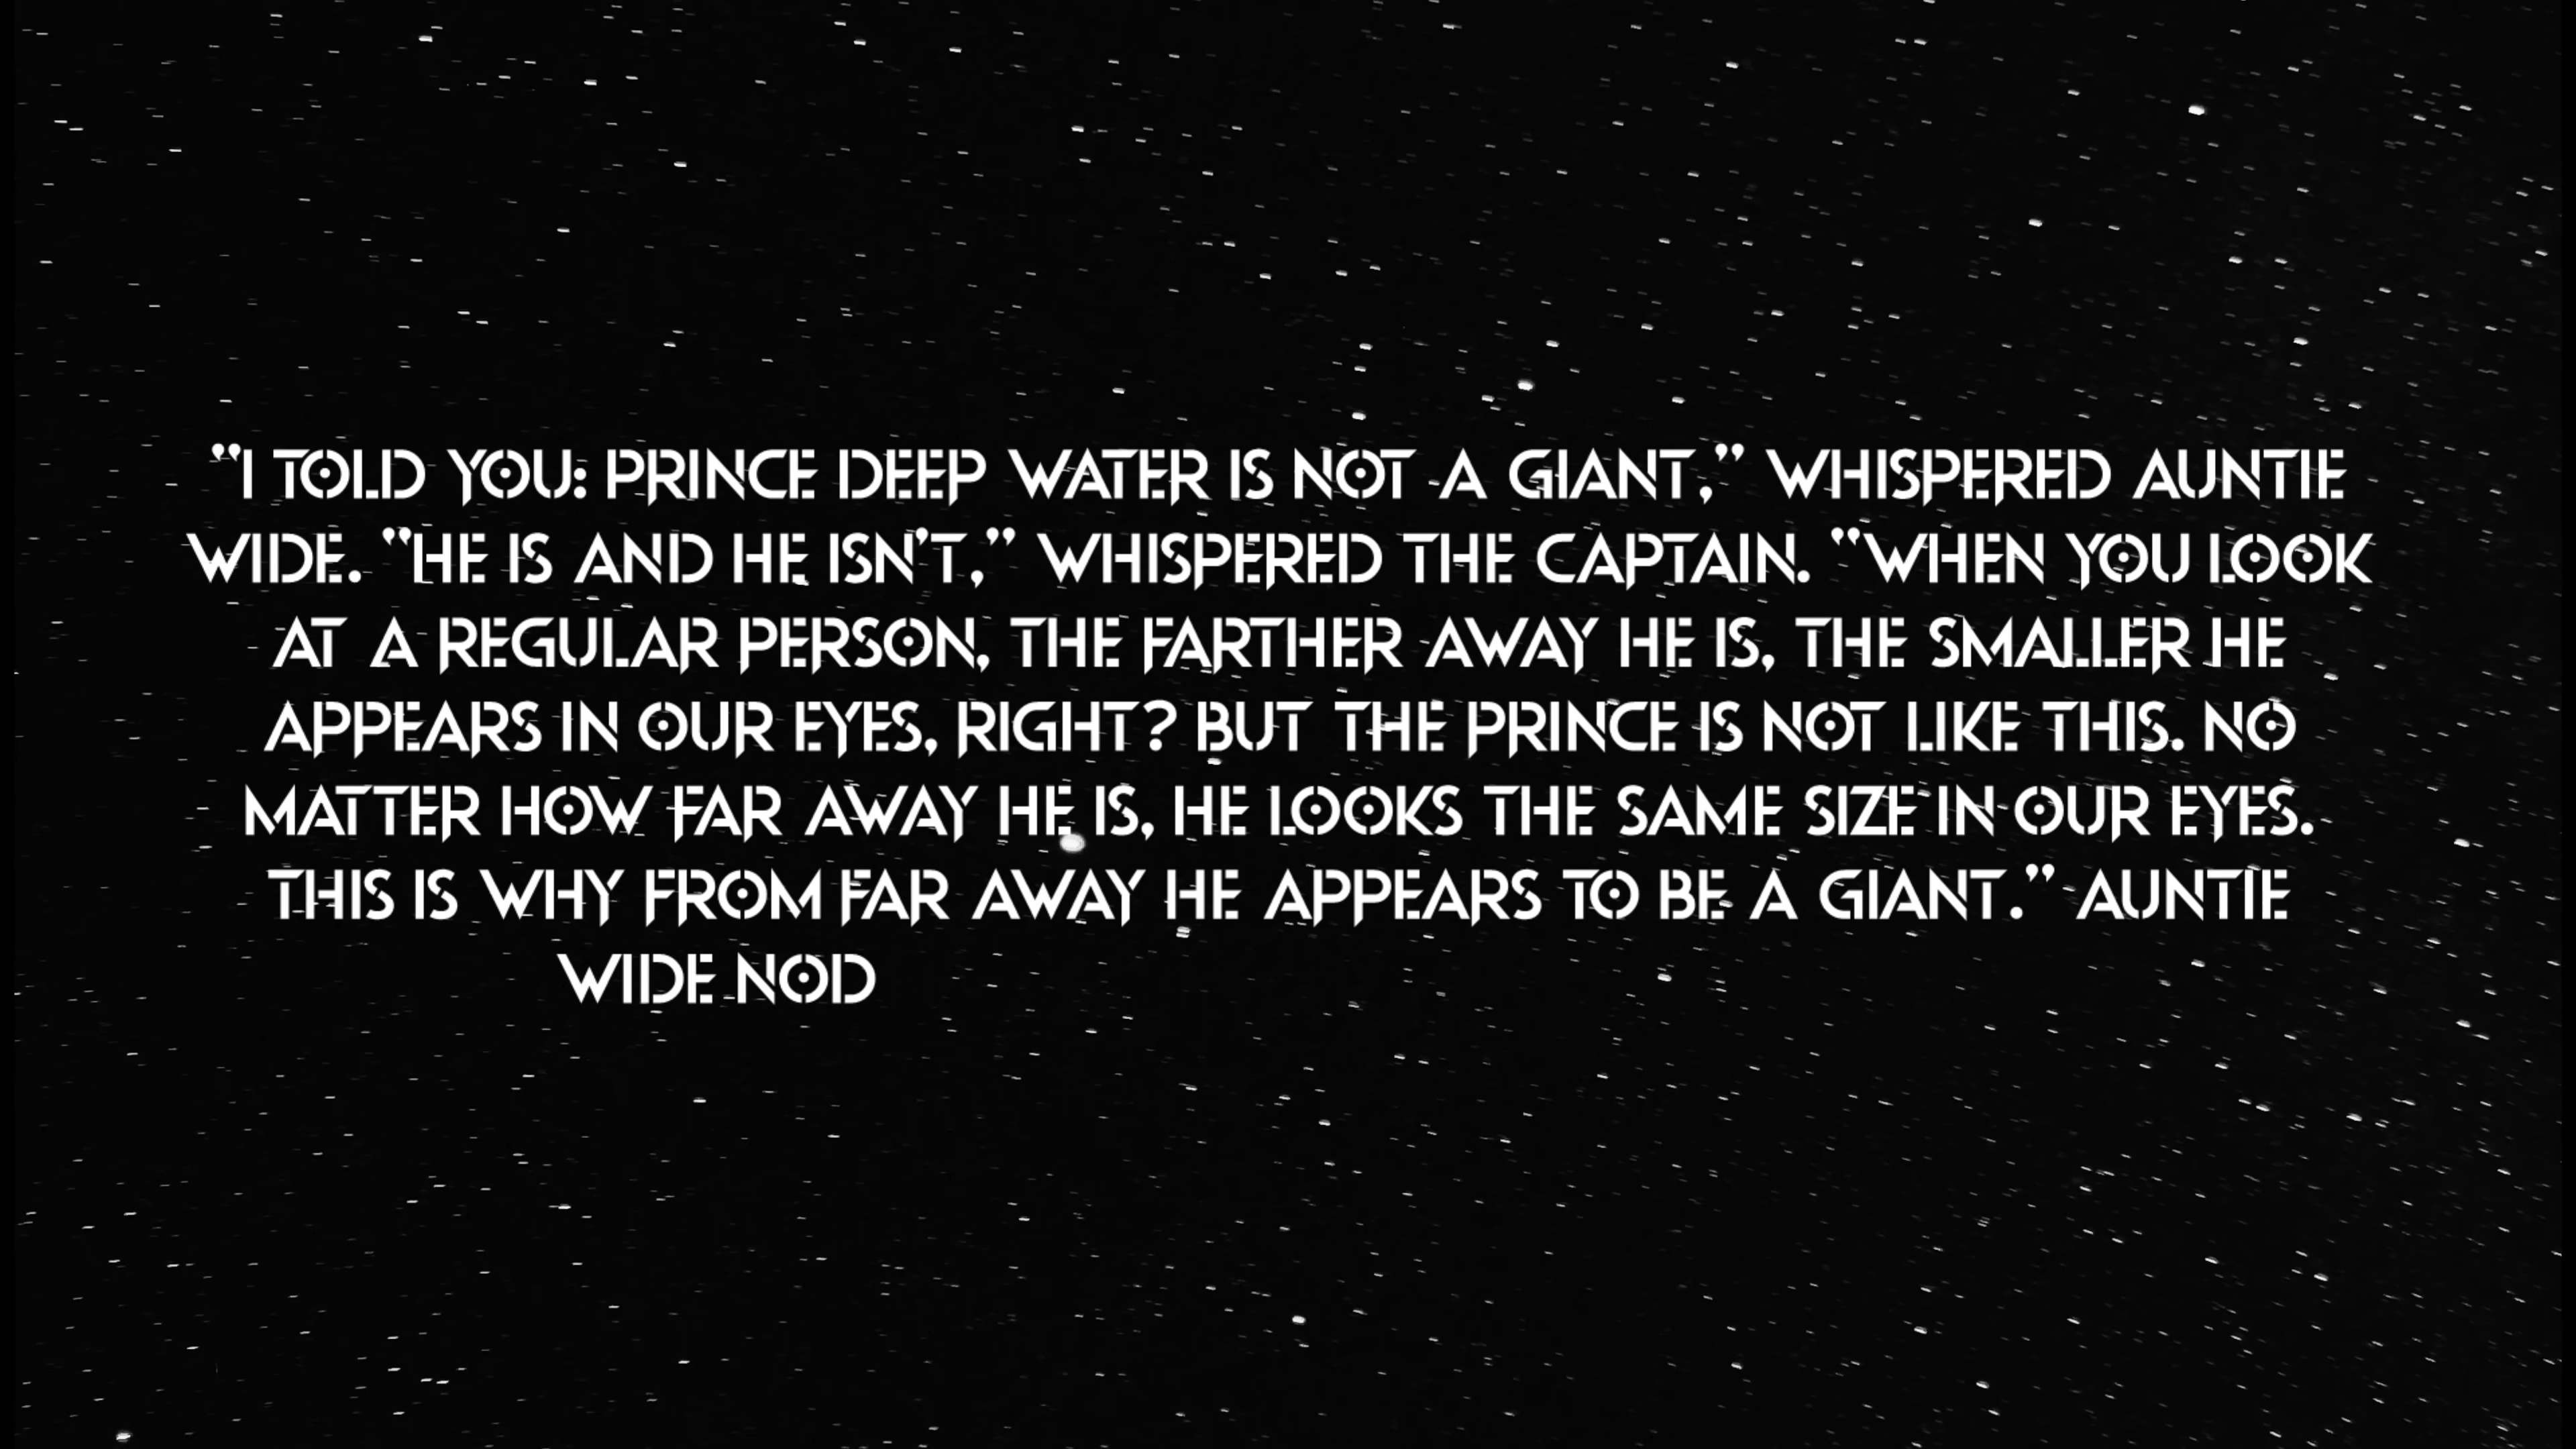 "I TOLD YOU: PRINCE DEEP WATER IS NOT A GIANT," WHISPERED AUNTIE
WIDE. "HE IS AND HE ISN'T," WHISPERED THE CAPTAIN. "WHEN YOU LOOK
AT A REGULAR PERSON, THE FARTHER AWAY HE IS, THE SMALLER HE
APPEARS IN OUR EYES, RIGHT? BUT THE PRINCE IS NOT LIKE THIS. NO
MATTER HOW FAR AWAY HE IS, HE LOOKS THE SAME SIZE IN OUR EYES.
THIS IS WHY FROM FAR AWAY HE APPEARS TO BE A GIANT." AUNTIE
WIDE NOD